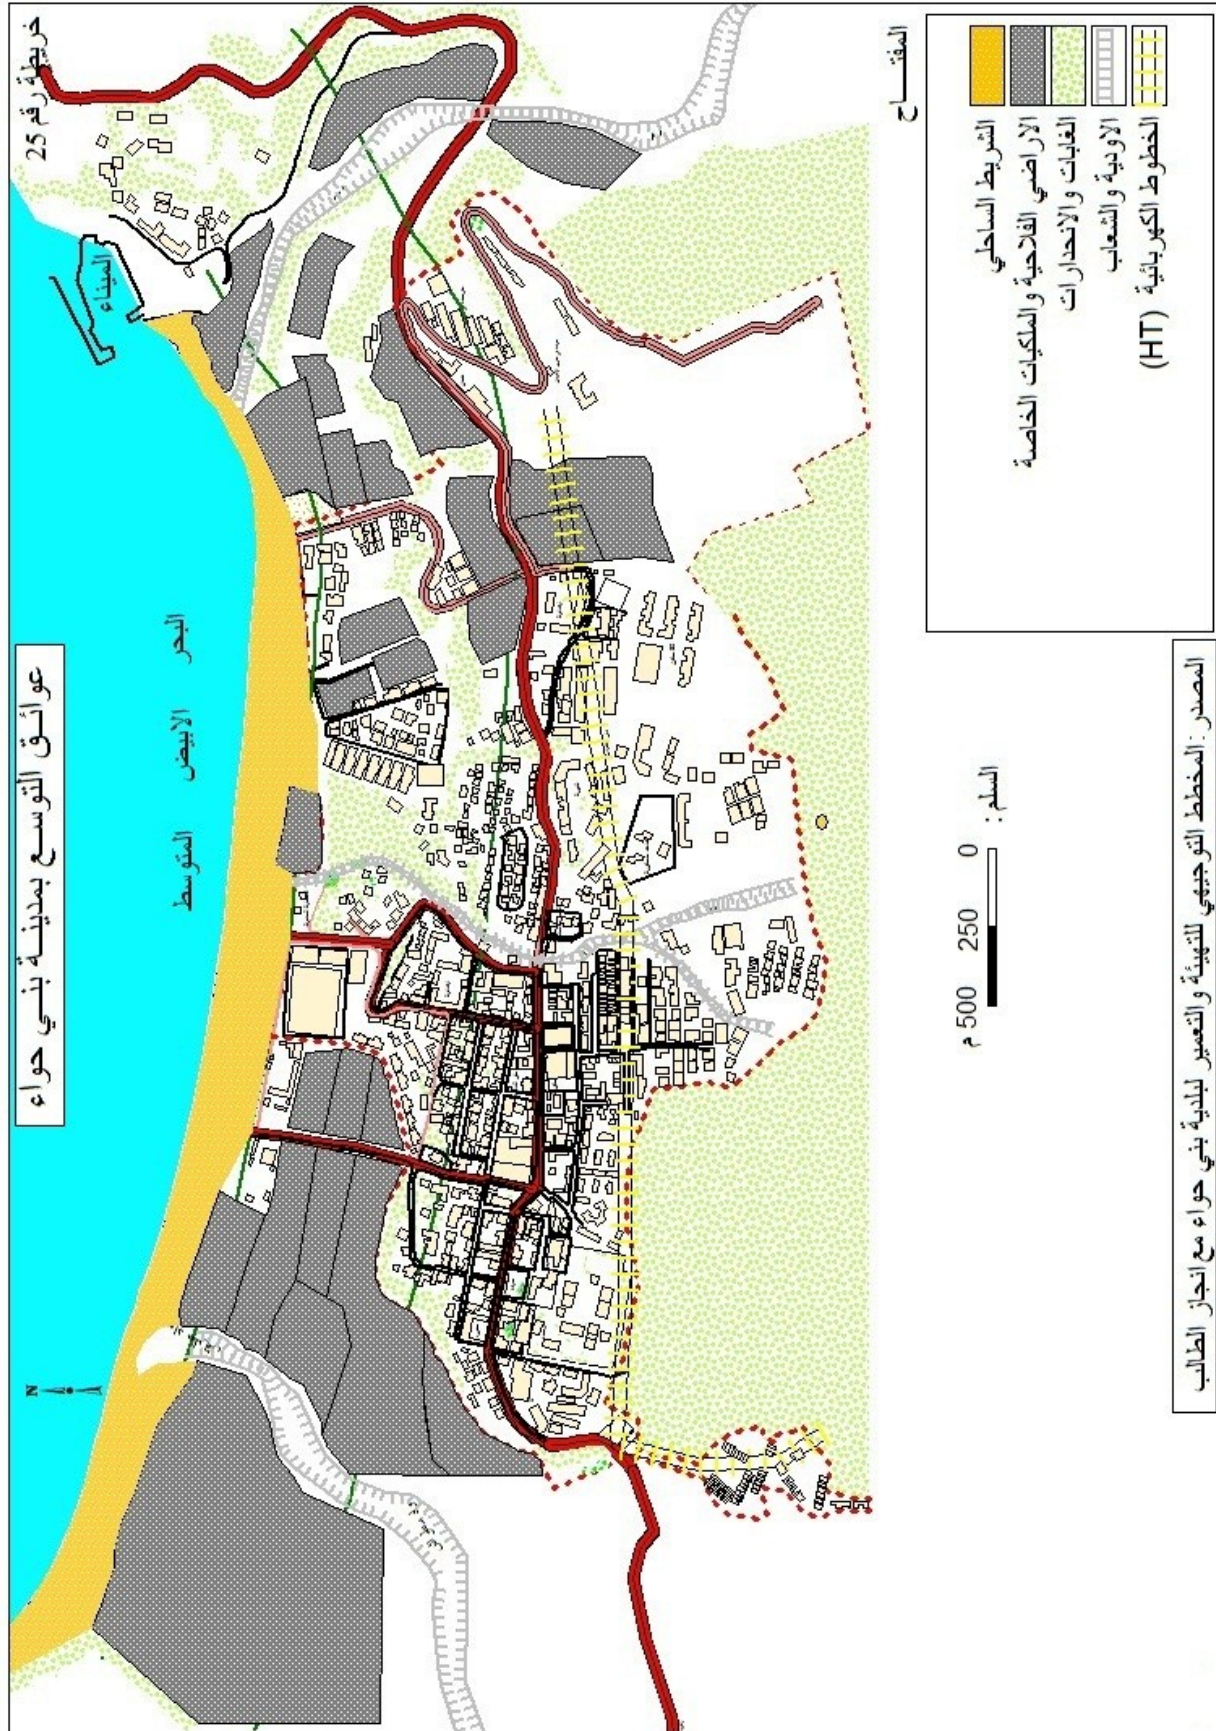 خريطة رقم 25
عوائق التوسع بمدينة بني حواء
البحر الابيض المتوسط
الميناء
N
المفتـــاح
الشريط الساحلي
الاراضي الفلاحية والملكيات الخاصة
الغابات والانحدارات
الاودية والشعاب
الخطوط الكهربائية (HT)
السلم :
0 250 500 م
المصدر : المخطط التوجيهي للتهيئة والتعمير لبلدية بني حواء مع انجاز الطالب